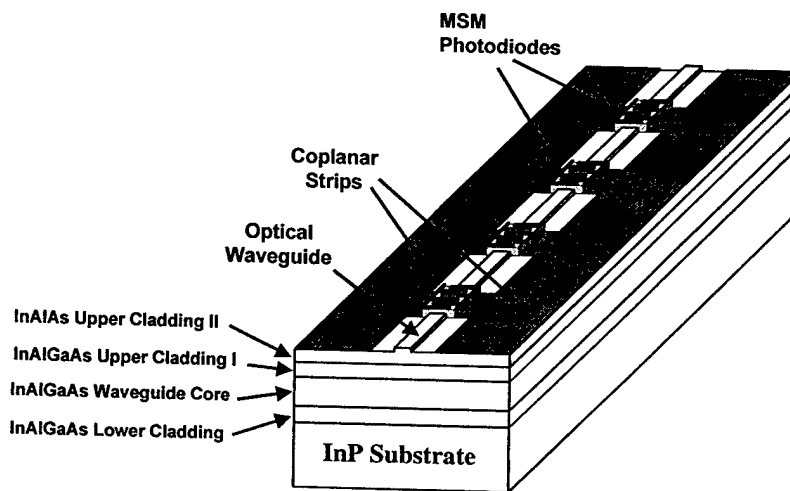 MSM
Photodiodes
Coplanar
Strips
Optical
Waveguide
InAlAs Upper Cladding II
InAlGaAs Upper Cladding I
InAlGaAs Waveguide Core
InAlGaAs Lower Cladding
InP Substrate